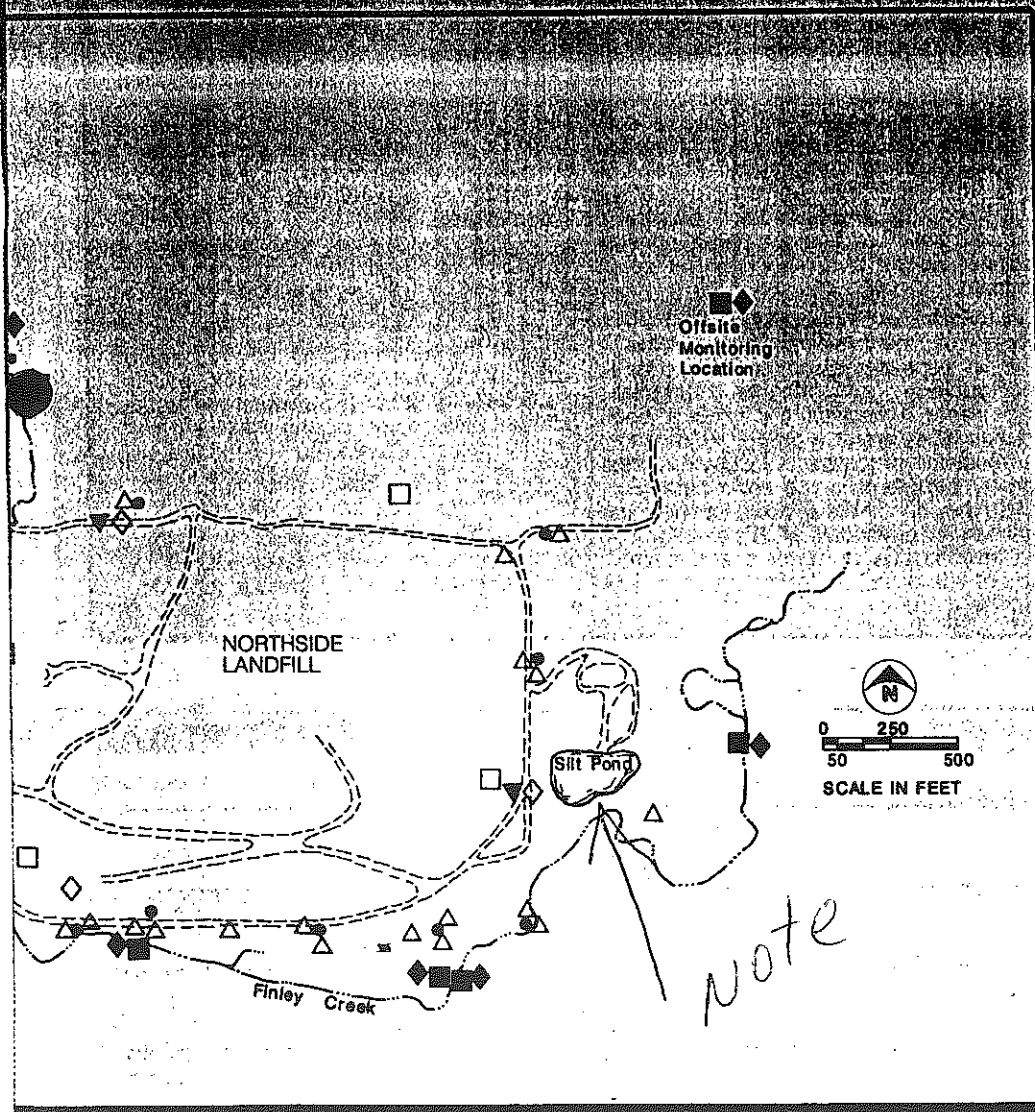 Offsite
Monitoring
Location
NORTHSIDE
LANDFILL
N
0 250
50 500
SCALE IN FEET
Silt Pond
Finley Creek
Note